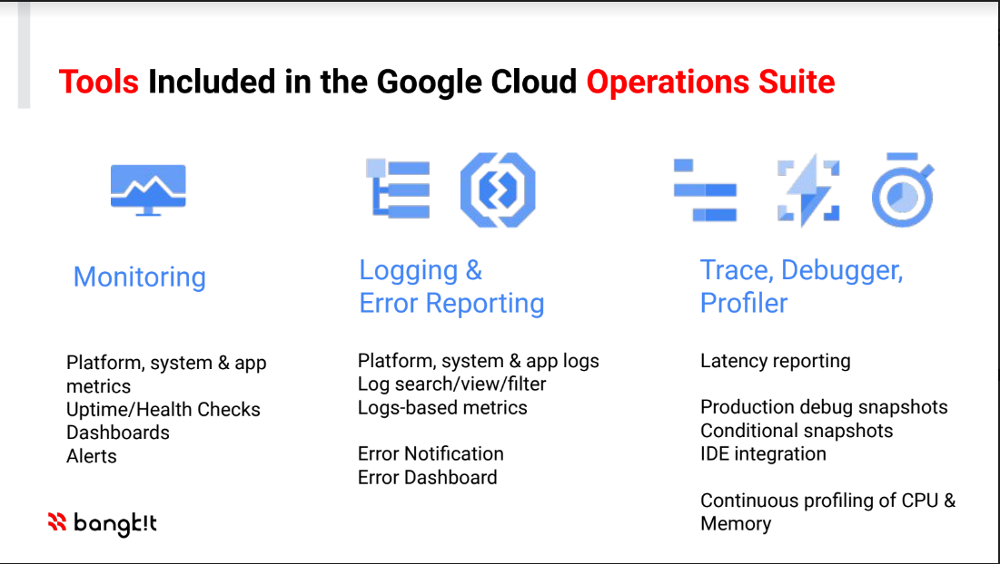 Tools Included in the Google Cloud Operations Suite
Monitoring
Platform, system & app
metrics
Uptime/Health Checks
Dashboards
Alerts
Logging &
Error Reporting
Platform, system & app logs
Log search/view/filter
Logs-based metrics
Error Notification
Error Dashboard
Trace, Debugger,
Profiler
Latency reporting
Production debug snapshots
Conditional snapshots
IDE integration
Continuous profiling of CPU &
Memory
bangk!t